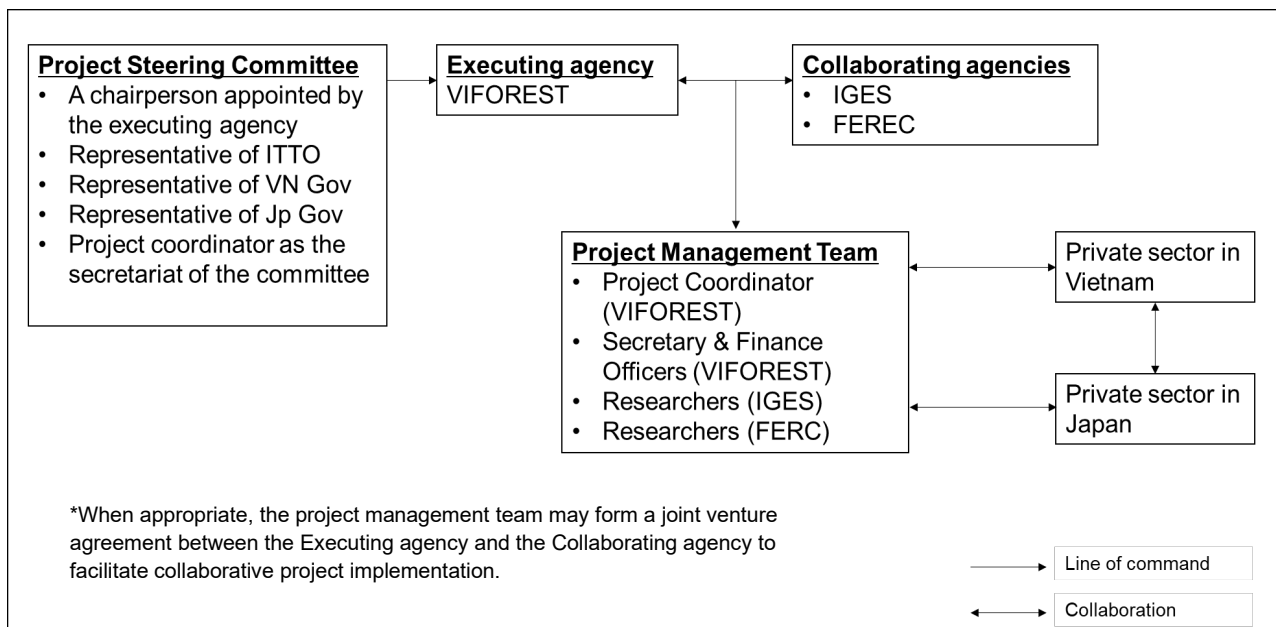 Project Steering Committee
• A chairperson appointed by
the executing agency
• Representative of ITTO
• Representative of VN Gov
• Representative of Jp Gov
• Project coordinator as the
secretariat of the committee
Executing agency
VIFOREST
Collaborating agencies
• IGES
• FEREC
Project Management Team
• Project Coordinator
(VIFOREST)
• Secretary & Finance
Officers (VIFOREST)
• Researchers (IGES)
• Researchers (FERC)
Private sector in
Vietnam
Private sector in
Japan
*When appropriate, the project management team may form a joint venture
agreement between the Executing agency and the Collaborating agency to
facilitate collaborative project implementation.
Line of command
Collaboration